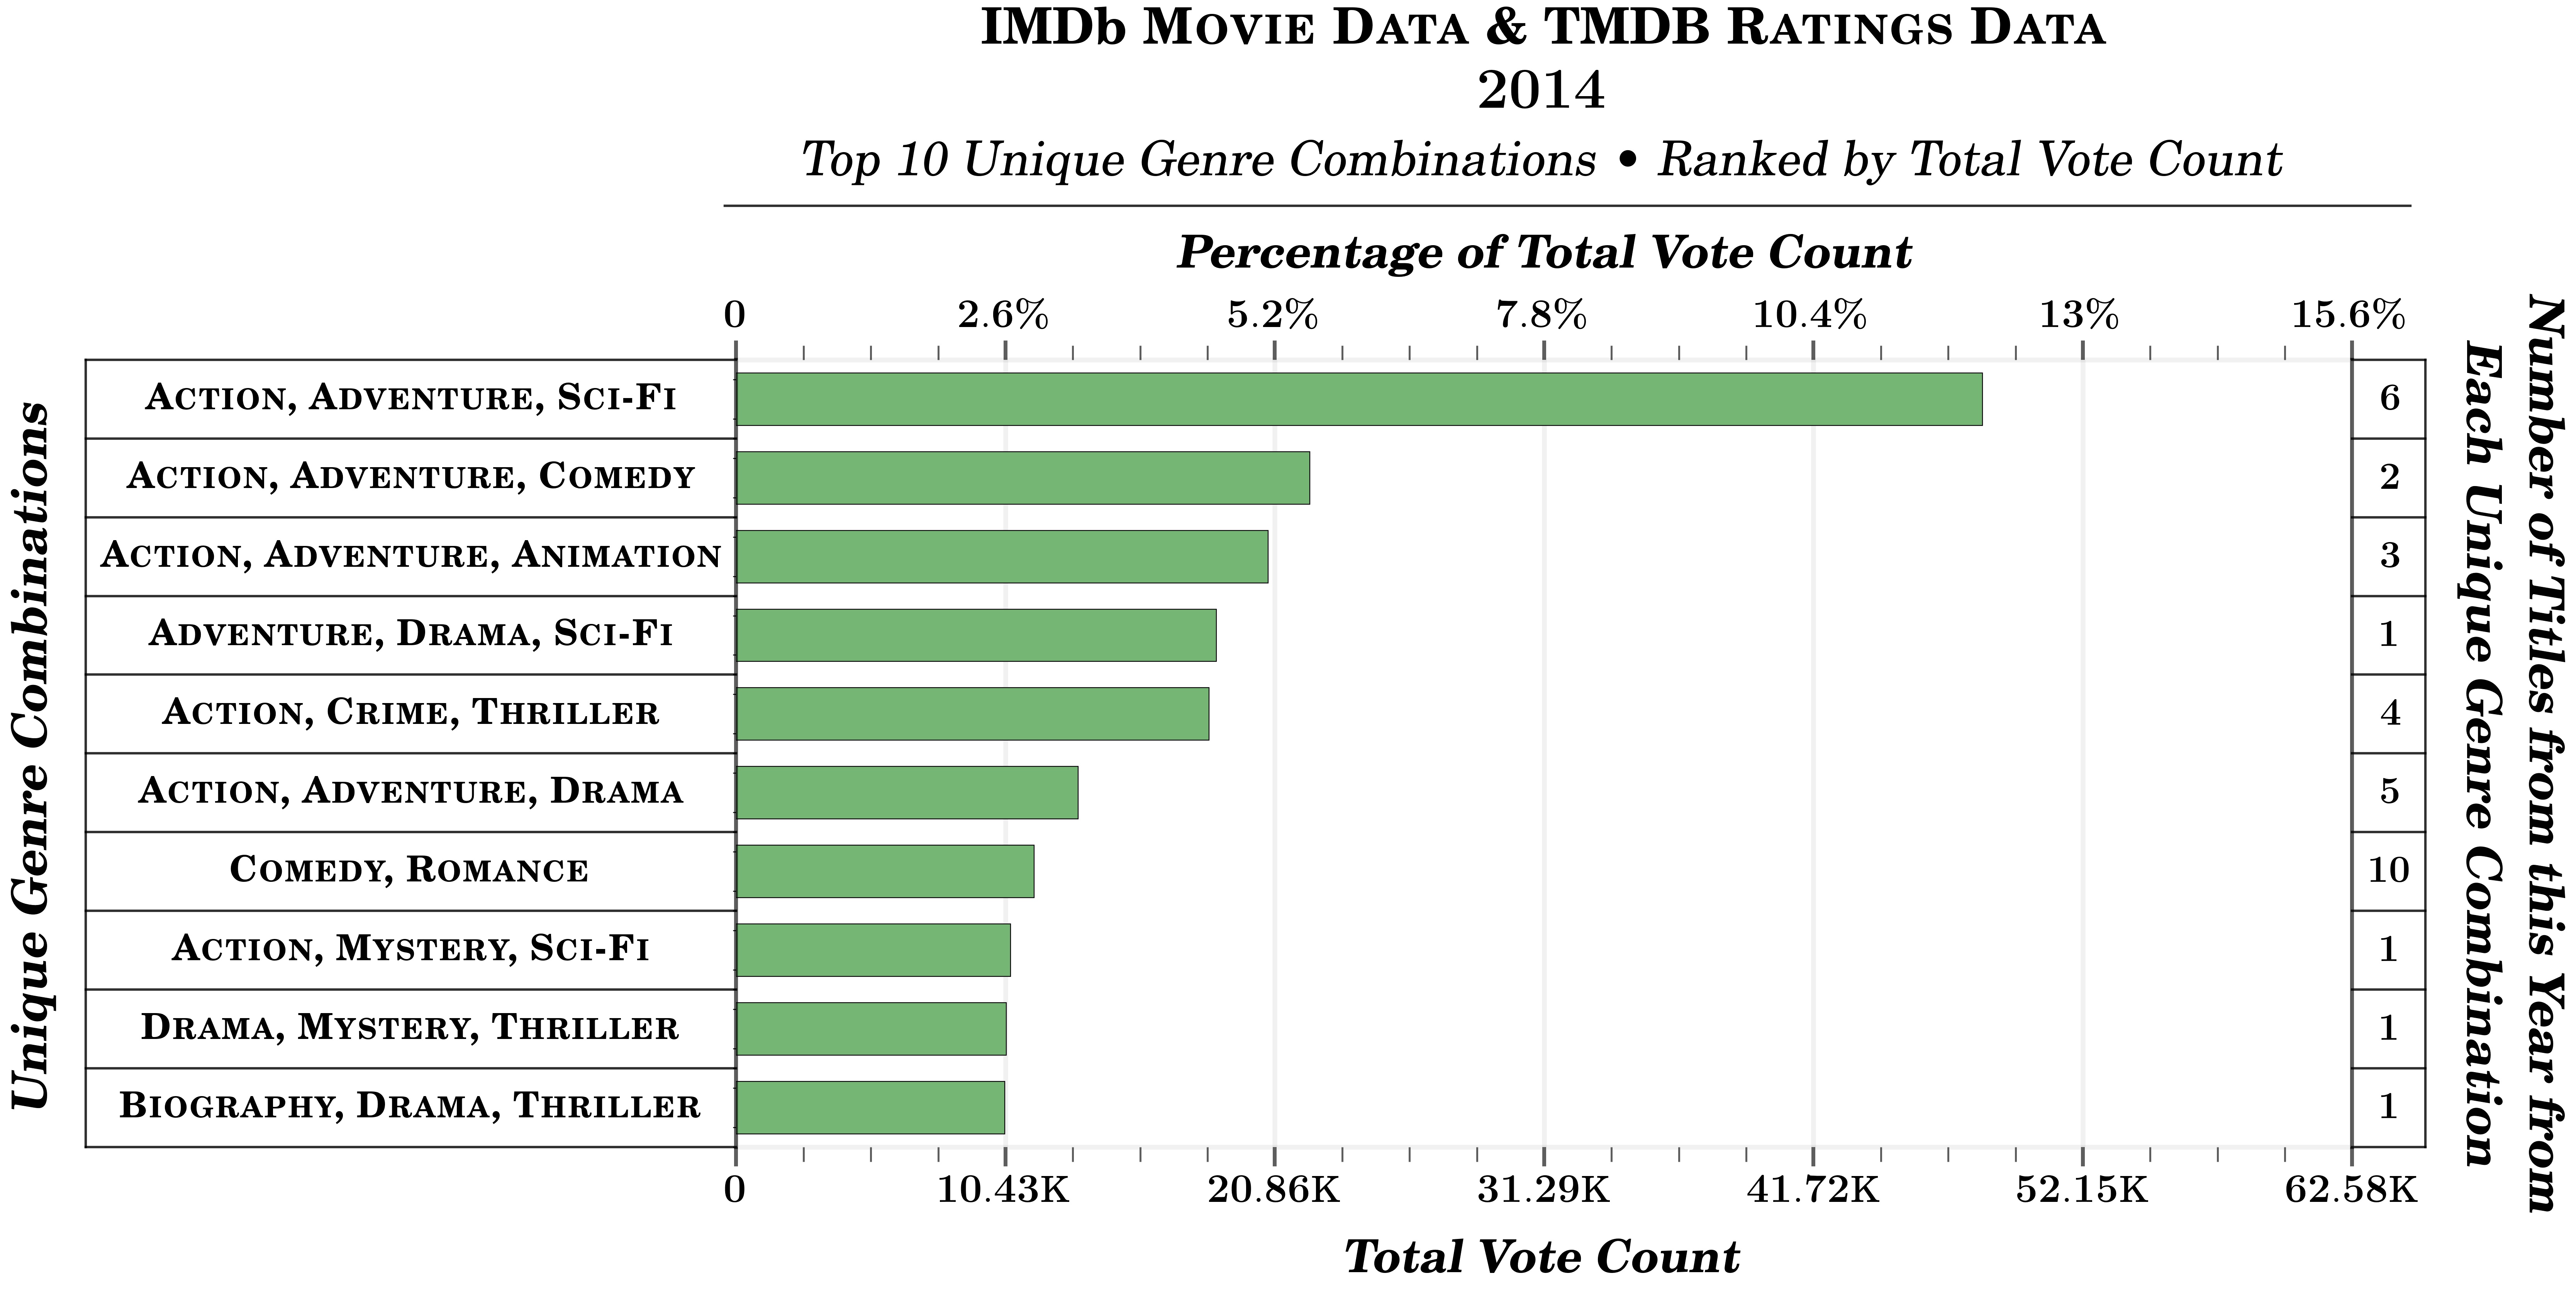 IMDb Movie Data & TMDB Ratings Data
2014
Top 10 Unique Genre Combinations • Ranked by Total Vote Count
Percentage of Total Vote Count
0 2.6% 5.2% 7.8% 10.4% 13% 15.6%
Unique Genre Combinations
Action, Adventure, Sci-Fi 6
Action, Adventure, Comedy 2
Action, Adventure, Animation 3
Adventure, Drama, Sci-Fi 1
Action, Crime, Thriller 4
Action, Adventure, Drama 5
Comedy, Romance 10
Action, Mystery, Sci-Fi 1
Drama, Mystery, Thriller 1
Biography, Drama, Thriller 1
Number of Titles from this Year from
Each Unique Genre Combination
0 10.43K 20.86K 31.29K 41.72K 52.15K 62.58K
Total Vote Count